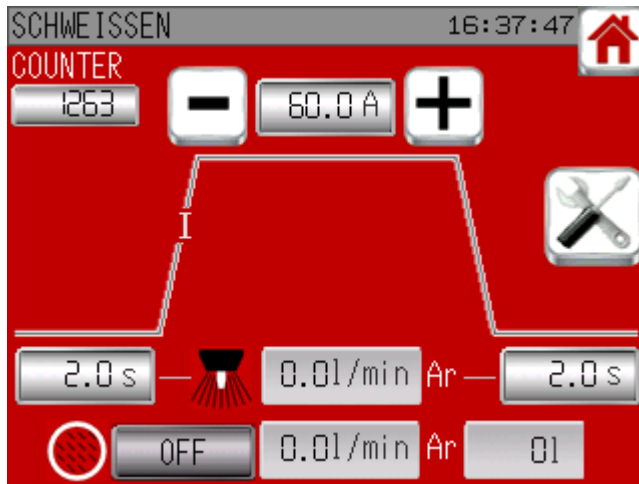 SCHWEISSEN 16:37:47
COUNTER
1263
60.0 A
I
2.0 s 0.0l/min Ar 2.0 s
OFF 0.0l/min Ar 0l